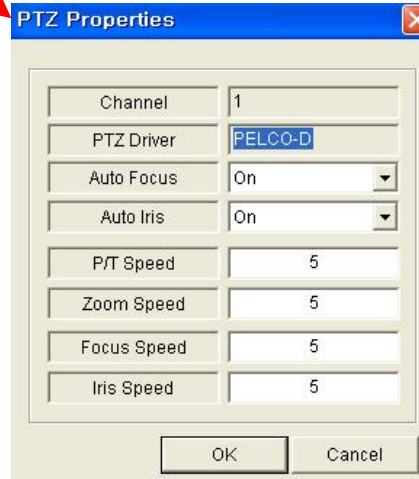 PTZ Properties
Channel 1
PTZ Driver PELCO-D
Auto Focus On
Auto Iris On
P/T Speed 5
Zoom Speed 5
Focus Speed 5
Iris Speed 5
OK Cancel